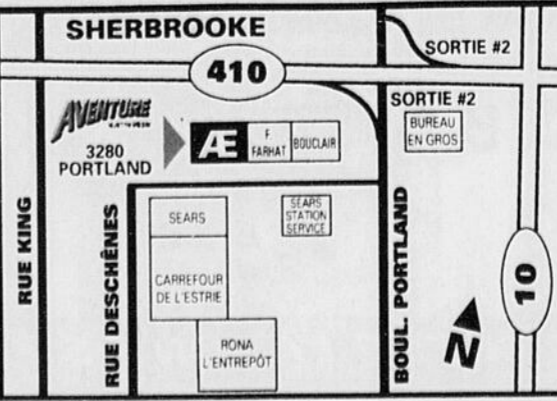 SHERBROOKE
410
SORTIE #2
SORTIE #2
AVENTURE
3280
PORTLAND
Æ
F.
FARHAT
BOUCLAIR
BUREAU
EN GROS
RUE KING
RUE DESCHÊNES
SEARS
SEARS
STATION
SERVICE
CARREFOUR
DE L'ESTRIE
RONA
L'ENTREPÔT
BOUL. PORTLAND
10
N